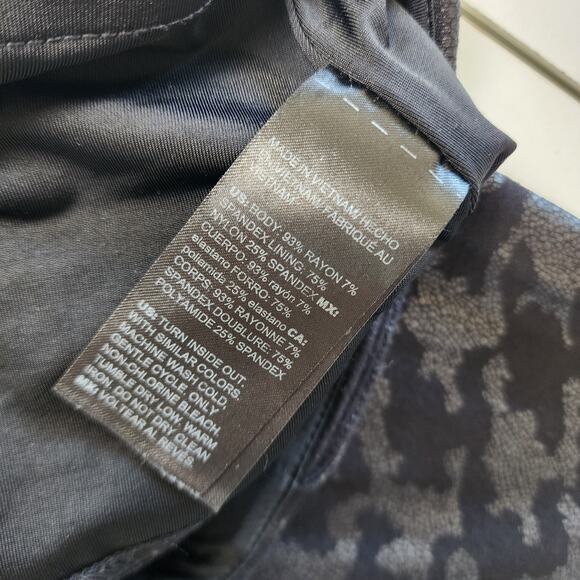 MADE IN VIETNAM/ HECHO
EN VIETNAM/ FABRIQUÉ AU
VIETNAM
US: BODY: 93% RAYON 7%
SPANDEX LINING: 75%
NYLON 25% SPANDEX MX:
CUERPO: 93% rayón 7%
elastano FORRO: 75%
poliamida 25% elastano CA:
CORPS: 93% RAYONNE 7%
SPANDEX DOUBLURE: 75%
POLYAMIDE 25% SPANDEX
US: TURN INSIDE OUT.
WITH SIMILAR COLORS
MACHINE WASH COLD
GENTLE CYCLE ONLY
NON-CHLORINE BLEACH
TUMBLE DRY LOW, WARM
IRON. DO NOT DRY CLEAN
MX: VOLTEAR AL REVÉS.